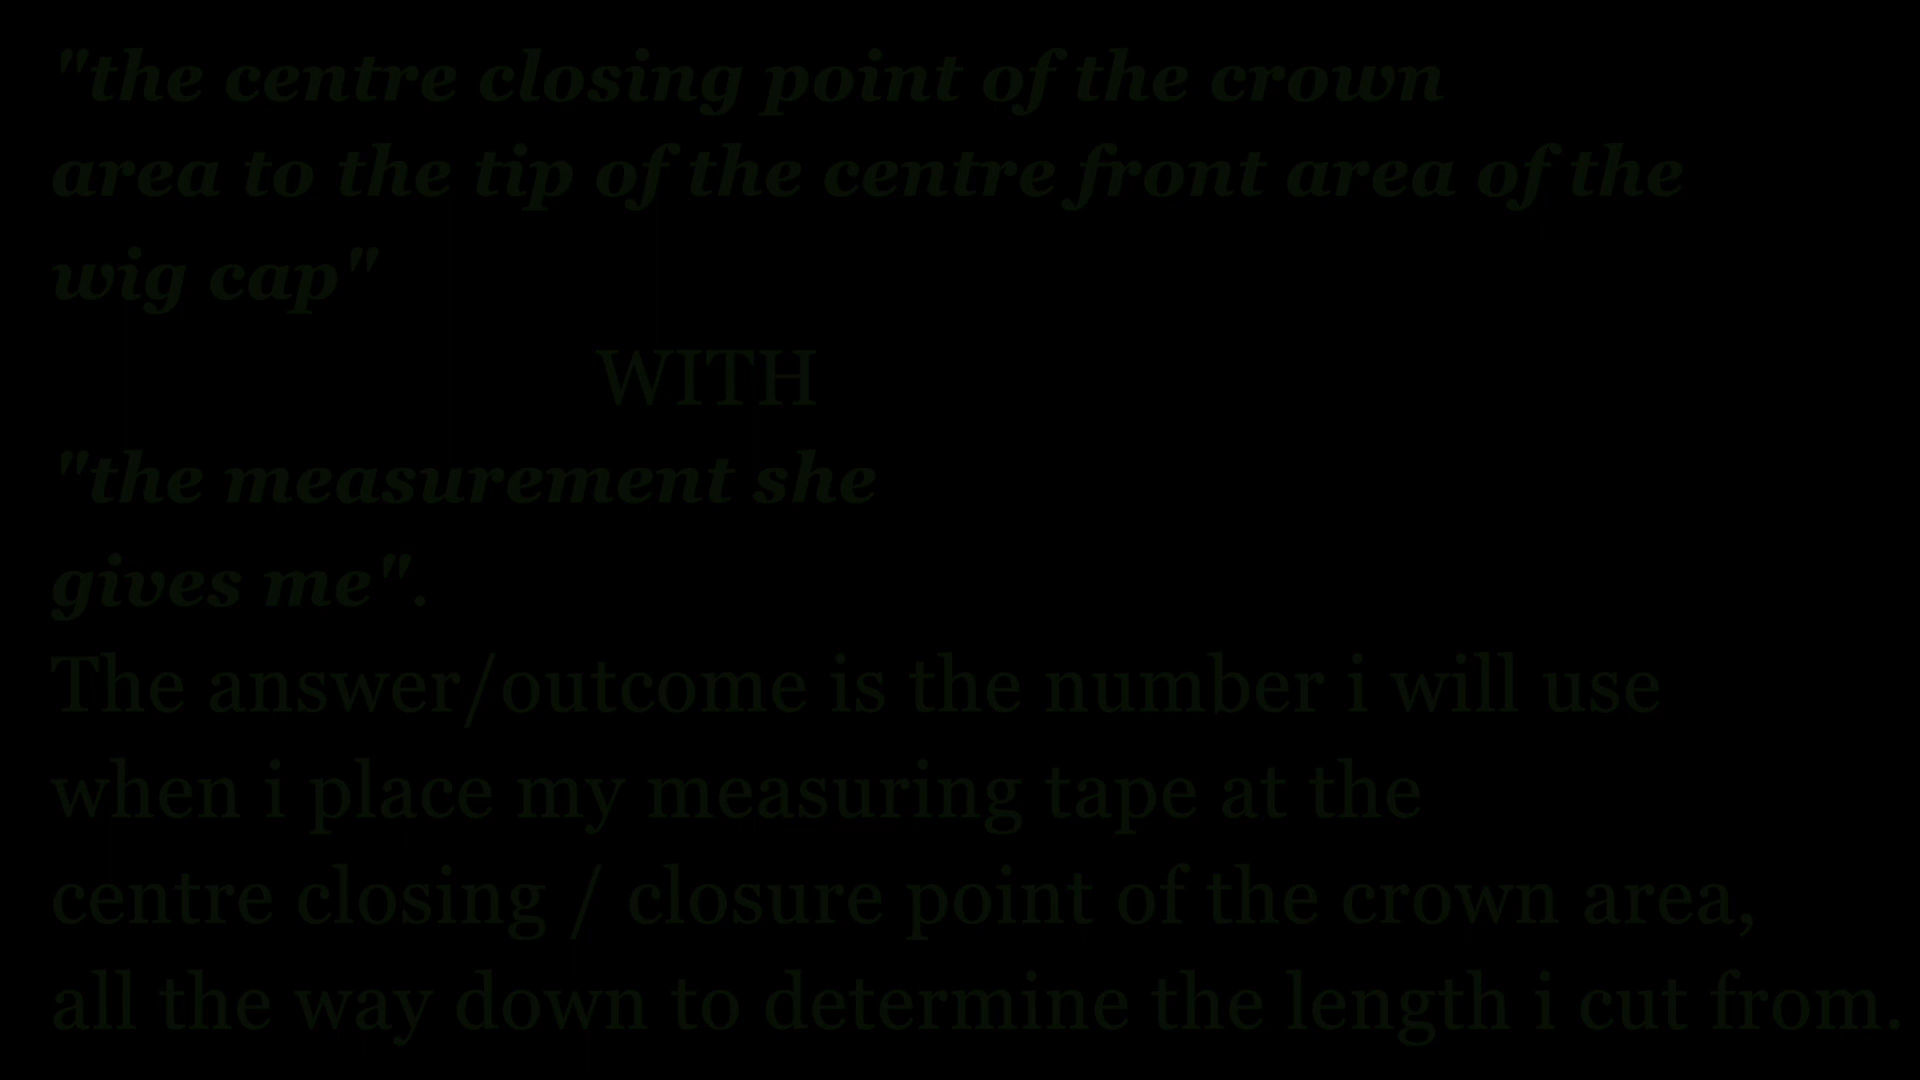 "the centre closing point of the crown
area to the tip of the centre front area of the
wig cap"
WITH
"the measurement she
gives me".
The answer/outcome is the number i will use
when i place my measuring tape at the
centre closing / closure point of the crown area,
all the way down to determine the length i cut from.